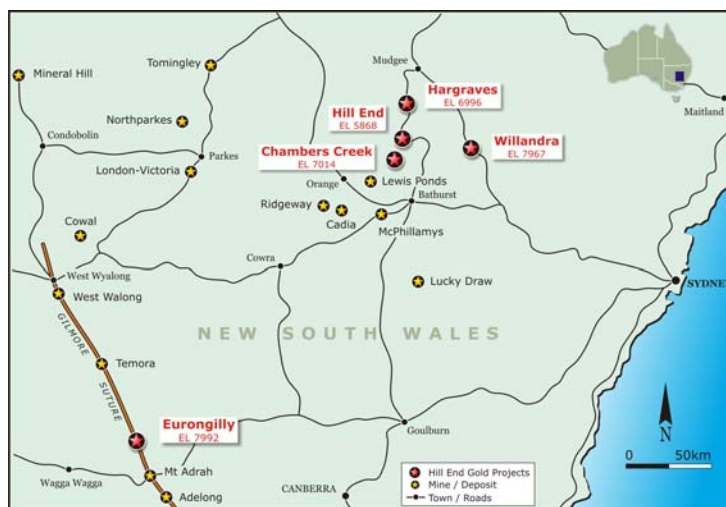 Mineral Hill
Tomingley
Mudgee
Hargraves
EL 6996
Maitland
Northparkes
Hill End
EL 5868
Condobolin
Parkes
Chambers Creek
EL 7014
Willandra
EL 7967
London-Victoria
Orange
Lewis Ponds
Bathurst
Ridgeway
Cadia
McPhillamys
Cowal
Cowra
West Wyalong
West Walong
Lucky Draw
SYDNEY
NEW SOUTH WALES
GILMORE
SUTURE
Temora
Eurongilly
EL 7992
Goulburn
N
0 50km
Mt Adrah
Wagga Wagga
Adelong
CANBERRA
Hill End Gold Projects
Mine / Deposit
Town / Roads